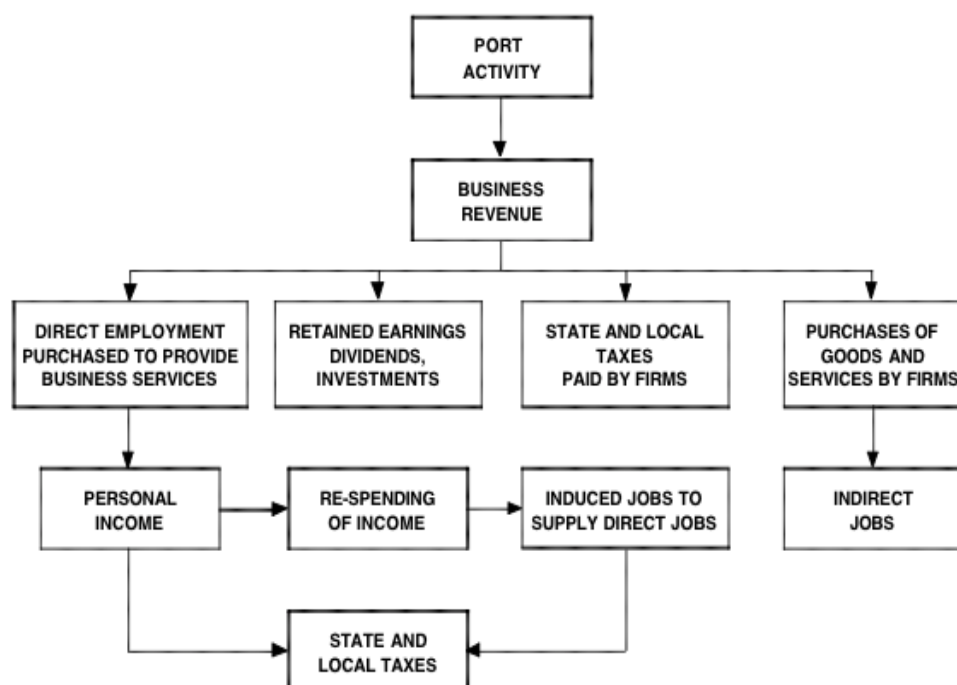 PORT
ACTIVITY
BUSINESS
REVENUE
DIRECT EMPLOYMENT
PURCHASED TO PROVIDE
BUSINESS SERVICES
RETAINED EARNINGS
DIVIDENDS,
INVESTMENTS
STATE AND LOCAL
TAXES
PAID BY FIRMS
PURCHASES OF
GOODS AND
SERVICES BY FIRMS
PERSONAL
INCOME
RE-SPENDING
OF INCOME
INDUCED JOBS TO
SUPPLY DIRECT JOBS
INDIRECT
JOBS
STATE AND
LOCAL TAXES